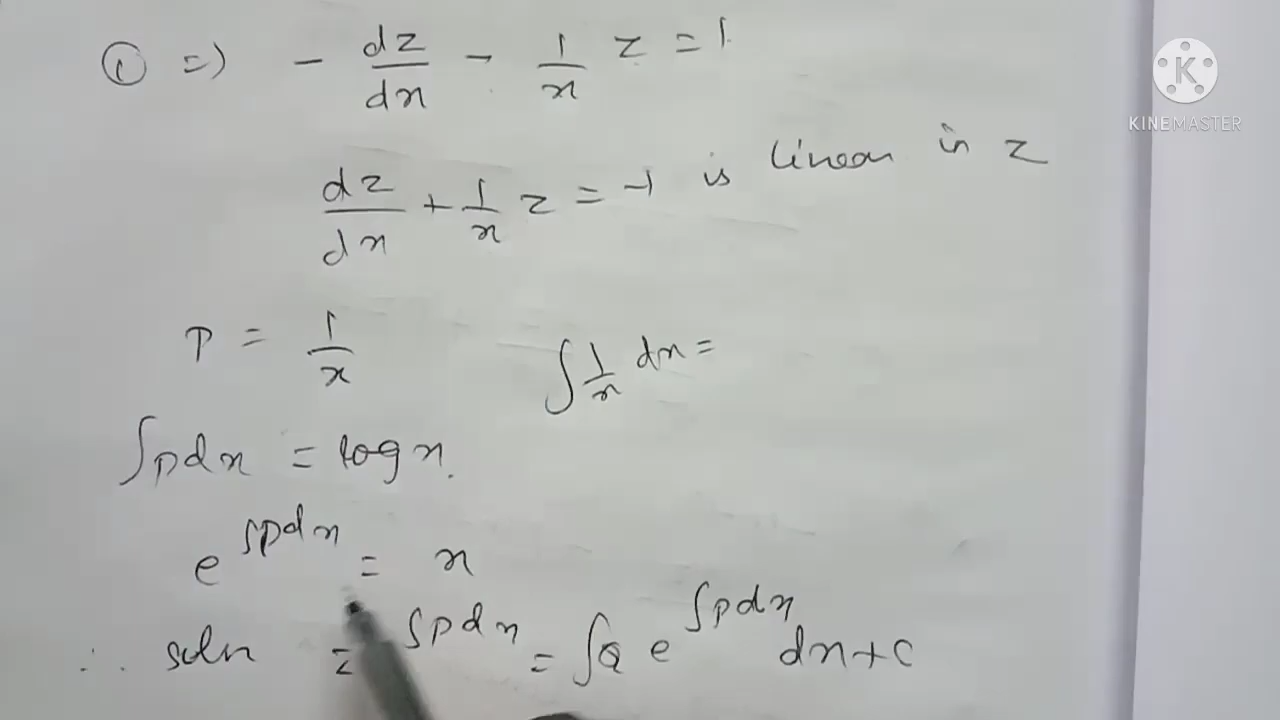 ① => - dz/dx - 1/x z = 1
dz/dx + 1/x z = -1 is linear in z
P = 1/x ∫ 1/x dx =
∫pdx = log x.
e^∫pdx = x
∴ soln z ∫pdx = ∫Q e^∫pdx dx + c
K
KINEMASTER